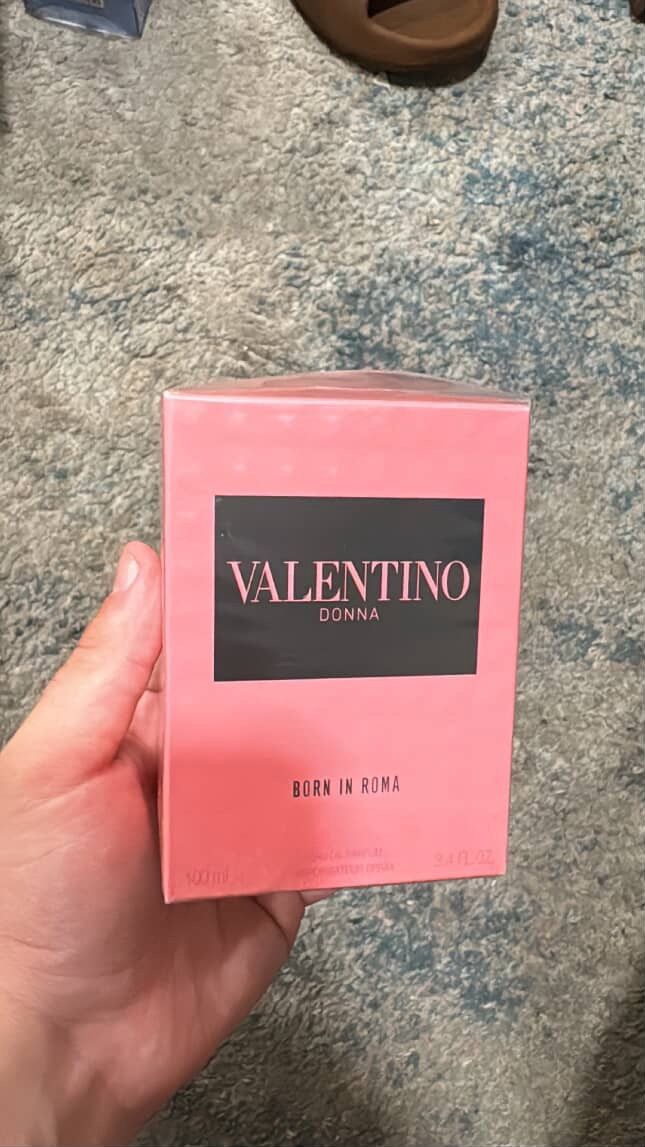 VALENTINO
DONNA
BORN IN ROMA
100 ml 3.4 FL.OZ